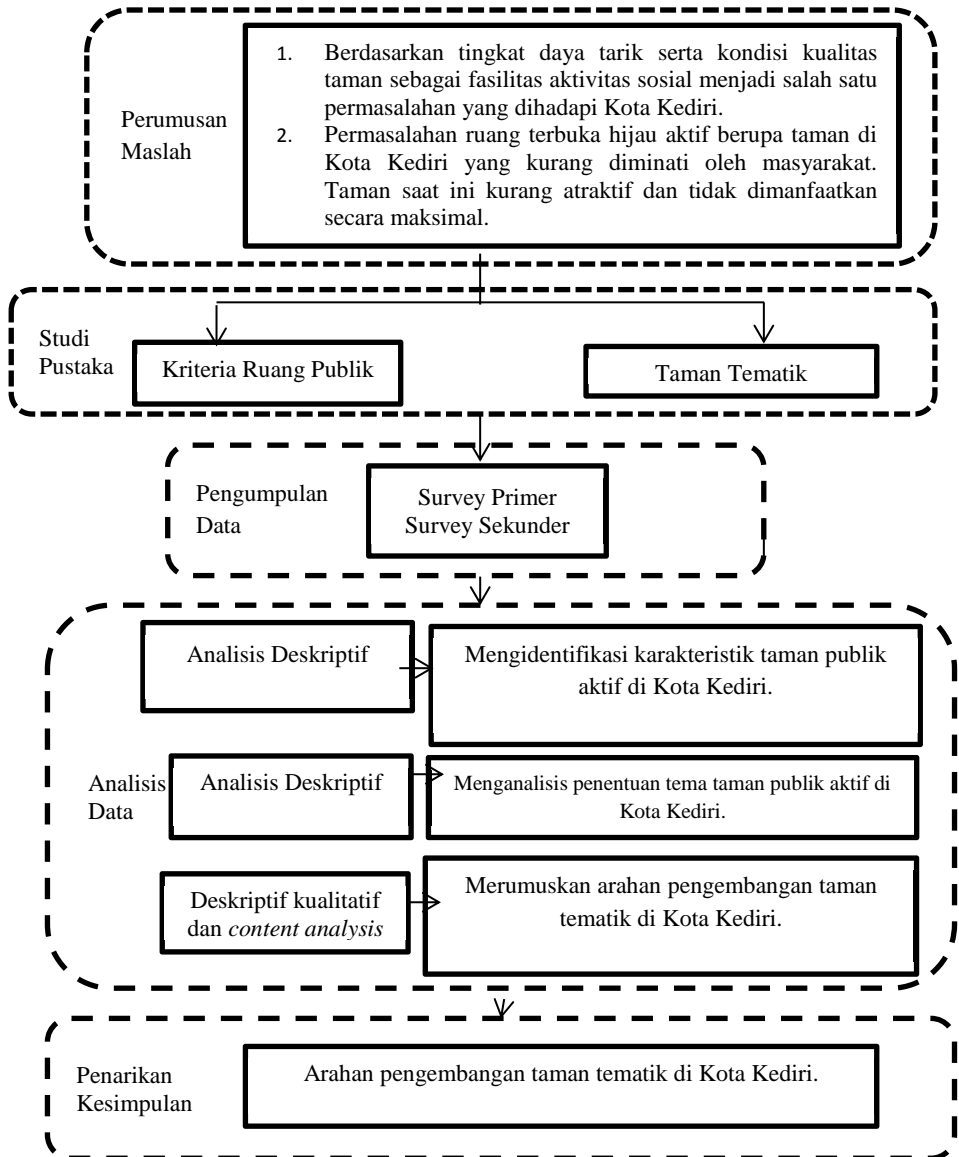 1. Berdasarkan tingkat daya tarik serta kondisi kualitas
taman sebagai fasilitas aktivitas sosial menjadi salah satu
permasalahan yang dihadapi Kota Kediri.
Perumusan
Maslah
2. Permasalahan ruang terbuka hijau aktif berupa taman di
Kota Kediri yang kurang diminati oleh masyarakat.
Taman saat ini kurang atraktif dan tidak dimanfaatkan
secara maksimal.
Studi
Pustaka
Kriteria Ruang Publik
Taman Tematik
Pengumpulan
Data
Survey Primer
Survey Sekunder
Analisis
Data
Analisis Deskriptif
Mengidentifikasi karakteristik taman publik
aktif di Kota Kediri.
Analisis Deskriptif
Menganalisis penentuan tema taman publik aktif di
Kota Kediri.
Deskriptif kualitatif
dan content analysis
Merumuskan arahan pengembangan taman
tematik di Kota Kediri.
Penarikan
Kesimpulan
Arahan pengembangan taman tematik di Kota Kediri.